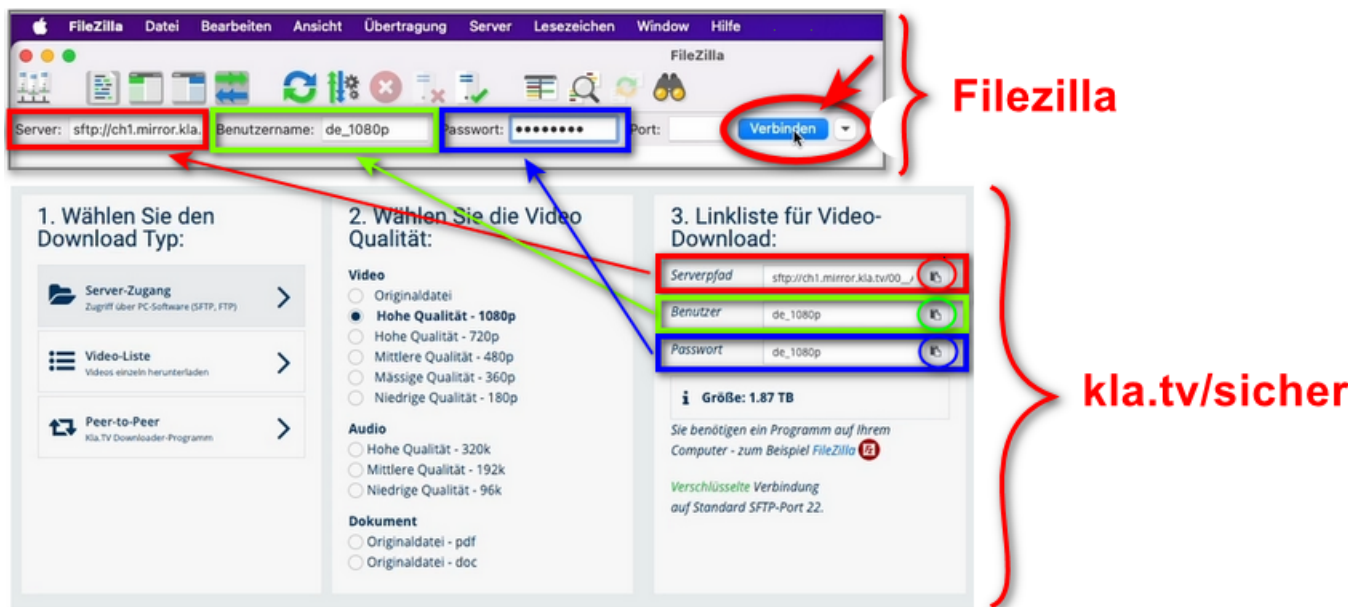 FileZilla Datei Bearbeiten Ansicht Übertragung Server Lesezeichen Window Hilfe
FileZilla
Server: sftp://ch1.mirror.kla. Benutzername: de_1080p Passwort: •••••••• Port: Verbinden
Filezilla
1. Wählen Sie den
Download Typ:
Server-Zugang
Zugriff über PC-Software (SFTP, FTP)
Video-Liste
Videos einzeln herunterladen
Peer-to-Peer
Kla.TV Downloader-Programm
2. Wählen Sie die Video
Qualität:
Video
Originaldatei
Hohe Qualität - 1080p
Hohe Qualität - 720p
Mittlere Qualität - 480p
Mässige Qualität - 360p
Niedrige Qualität - 180p
Audio
Hohe Qualität - 320k
Mittlere Qualität - 192k
Niedrige Qualität - 96k
Dokument
Originaldatei - pdf
Originaldatei - doc
3. Linkliste für Video-
Download:
Serverpfad sftp://ch1.mirror.kla.tv/00_
Benutzer de_1080p
Passwort de_1080p
Größe: 1.87 TB
Sie benötigen ein Programm auf Ihrem
Computer - zum Beispiel FileZilla Fz
Verschlüsselte Verbindung
auf Standard SFTP-Port 22.
kla.tv/sicher